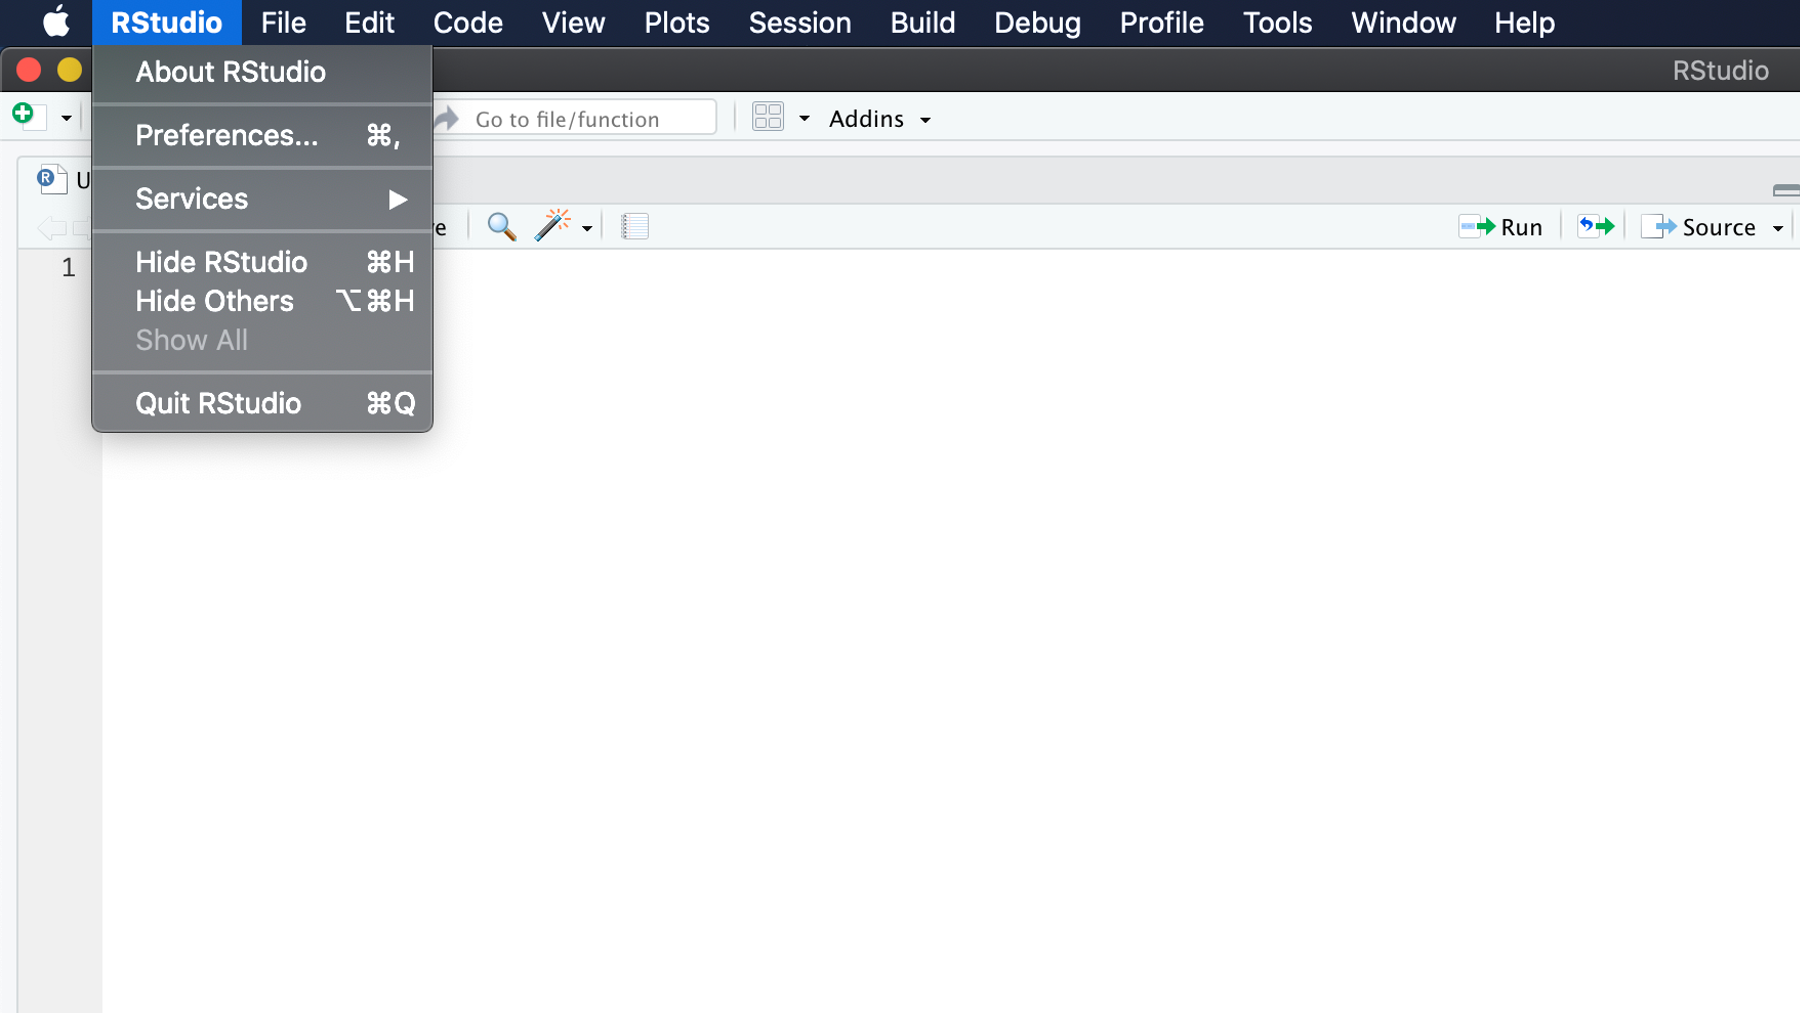 RStudio File Edit Code View Plots Session Build Debug Profile Tools Window Help
RStudio
About RStudio
Preferences... ⌘,
Services ▶
Hide RStudio ⌘H
Hide Others ⌥⌘H
Show All
Quit RStudio ⌘Q
Go to file/function Addins
R U
e Run Source
1